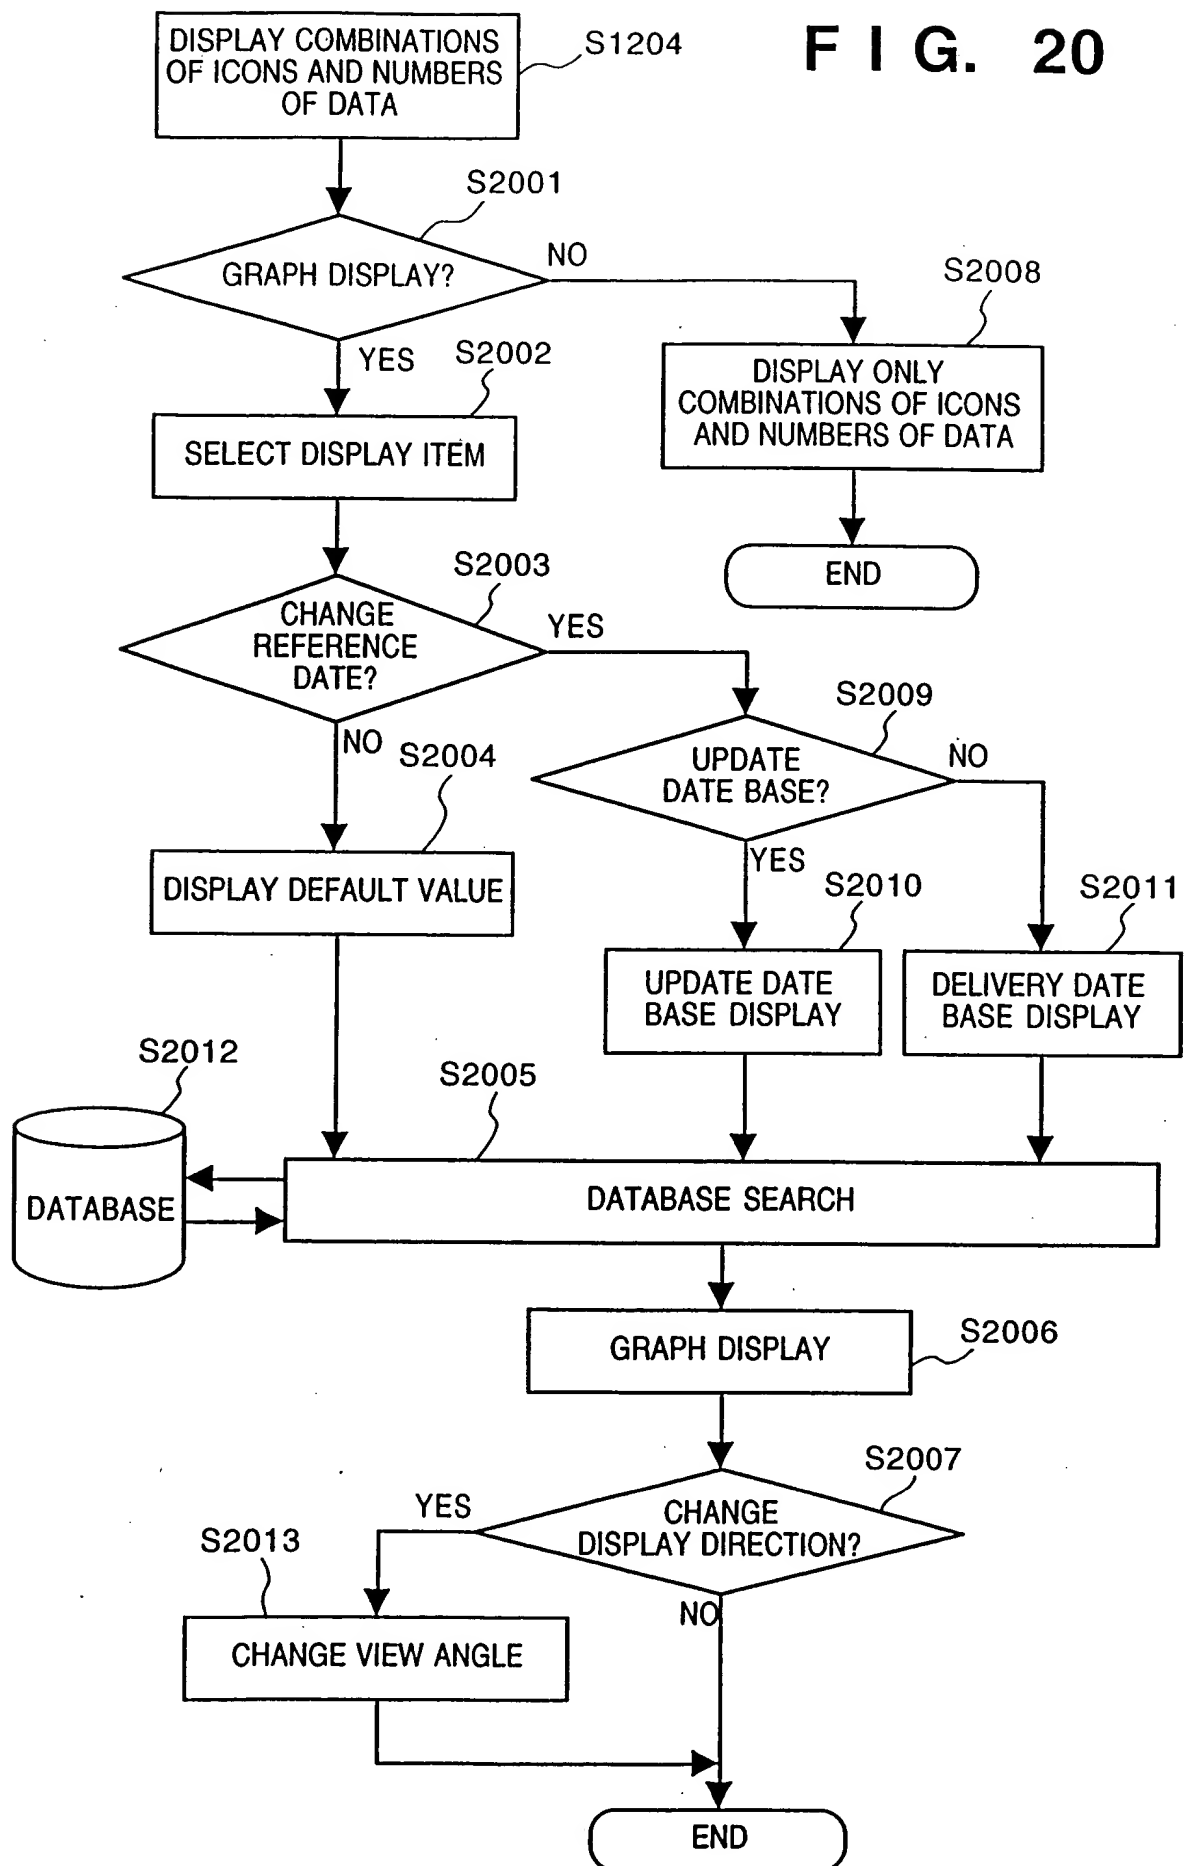 FIG. 20
DISPLAY COMBINATIONS
OF ICONS AND NUMBERS
OF DATA
S1204
S2001
GRAPH DISPLAY?
NO
YES
S2008
DISPLAY ONLY
COMBINATIONS OF ICONS
AND NUMBERS OF DATA
END
S2002
SELECT DISPLAY ITEM
S2003
CHANGE
REFERENCE
DATE?
YES
NO
S2004
DISPLAY DEFAULT VALUE
S2009
UPDATE
DATE BASE?
NO
YES
S2010
UPDATE DATE
BASE DISPLAY
S2011
DELIVERY DATE
BASE DISPLAY
S2012
DATABASE
S2005
DATABASE SEARCH
GRAPH DISPLAY
S2006
S2007
CHANGE
DISPLAY DIRECTION?
YES
NO
S2013
CHANGE VIEW ANGLE
END